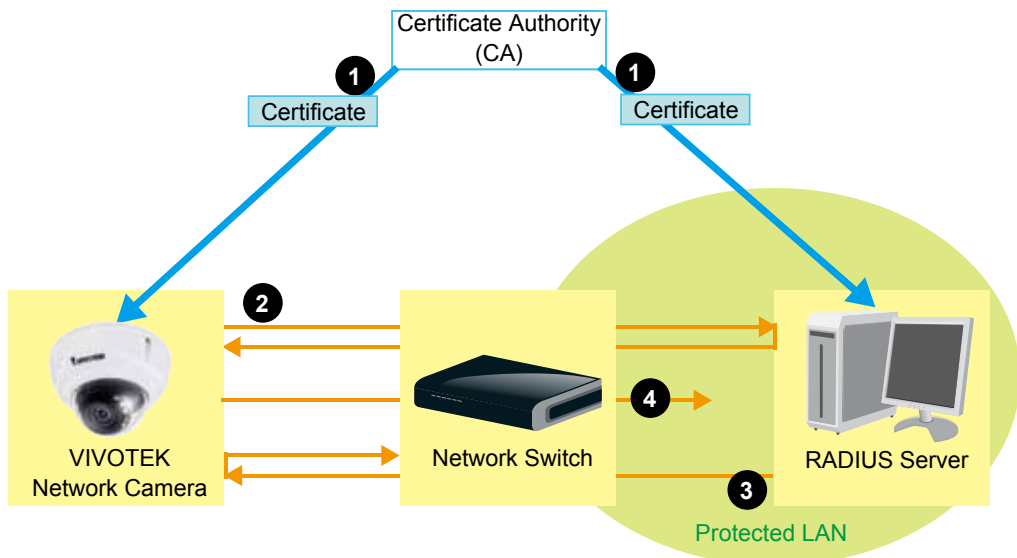 Certificate Authority
(CA)
1
1
Certificate
Certificate
2
4
VIVOTEK
Network Camera
Network Switch
RADIUS Server
3
Protected LAN